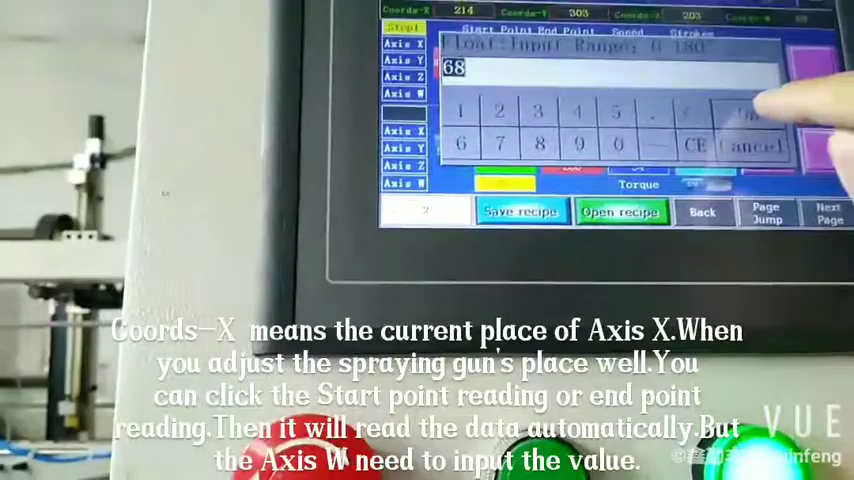 Coords-X 214 Coords-Y 303 Coords-Z 203
Step1 Start Point End Point Speed Strokes
Axis X
Axis Y
Axis Z
Axis W
Float:Input Range: 0 180
68
1 2 3 4 5 .
6 7 8 9 0 — CE Cancel
Axis X
Axis Y
Axis Z
Axis W
Torque
2 Save recipe Open recipe Back Page Jump Next Page
Coords-X means the current place of Axis X.When
you adjust the spraying gun's place well.You
can click the Start point reading or end point
reading.Then it will read the data automatically.But
the Axis W need to input the value.
VUE